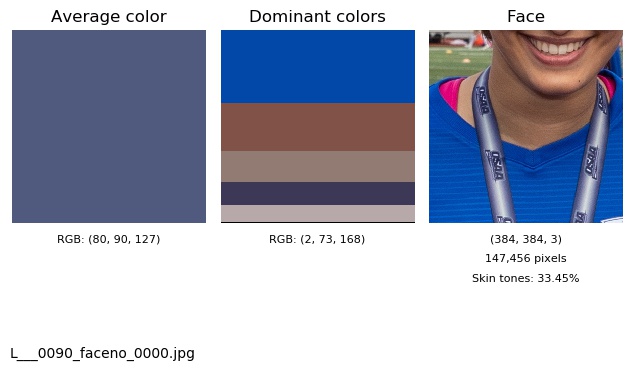 Average color
Dominant colors
Face
RGB: (80, 90, 127)
RGB: (2, 73, 168)
(384, 384, 3)
147,456 pixels
Skin tones: 33.45%
L___0090_faceno_0000.jpg